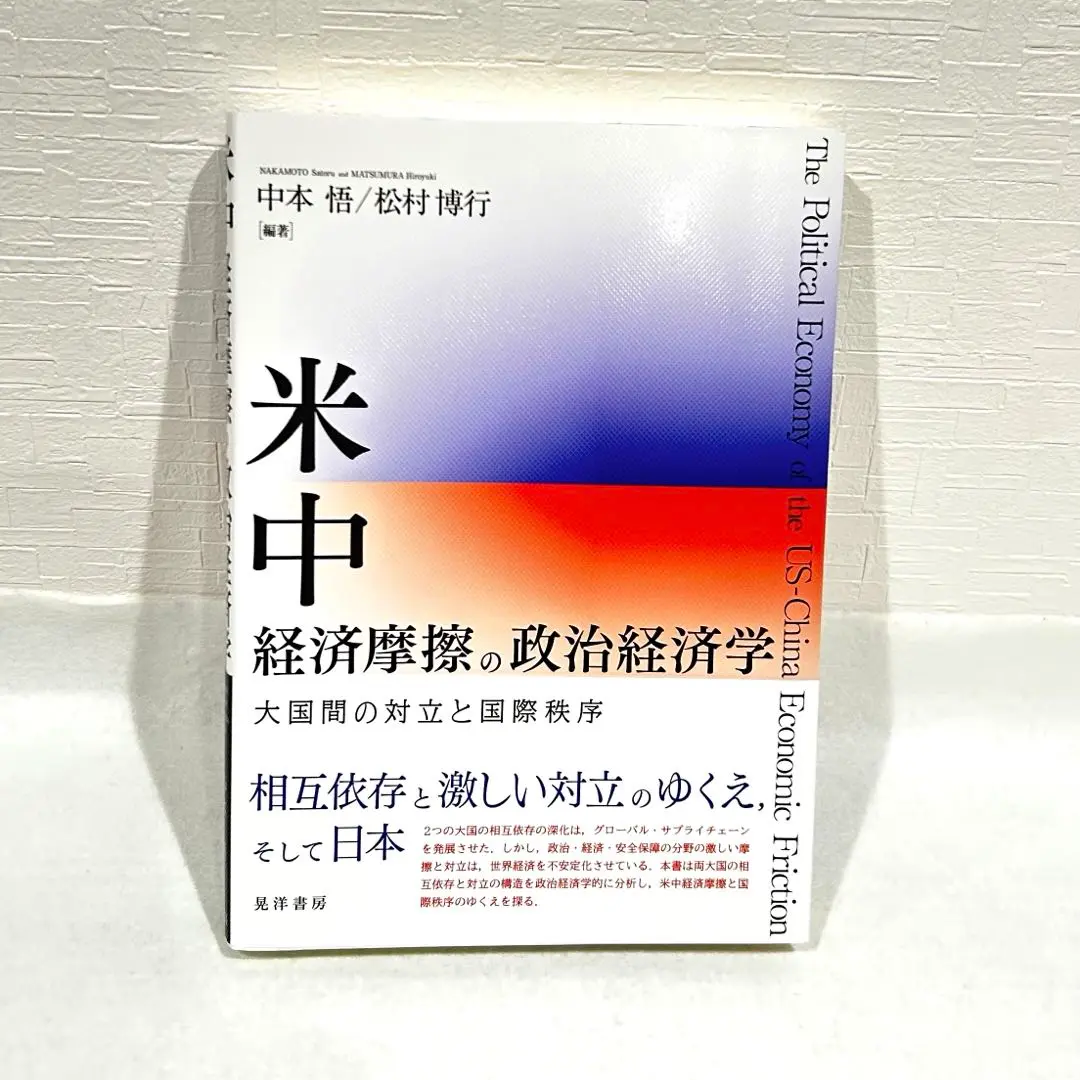 NAKAMOTO Satoru and MATSUMURA Hiroyuki
中本 悟/松村博行
[編著]
米
中
経済摩擦の政治経済学
大国間の対立と国際秩序
The Political Economy of the US-China Economic Friction
相互依存と激しい対立のゆくえ,
そして日本
2つの大国の相互依存の深化は,グローバル・サプライチェーン
を発展させた.しかし,政治・経済・安全保障の分野の激しい摩
擦と対立は,世界経済を不安定化させている.本書は両大国の相
互依存と対立の構造を政治経済学的に分析し,米中経済摩擦と国
際秩序のゆくえを探る.
晃洋書房